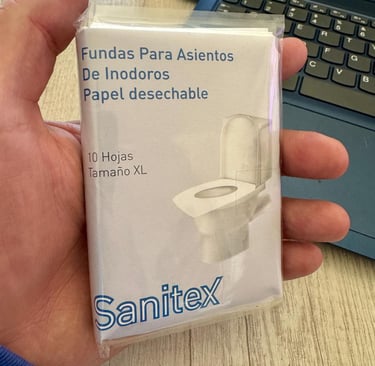 Fundas Para Asientos
De Inodoros
Papel desechable
10 Hojas
Tamaño XL
Sanitex